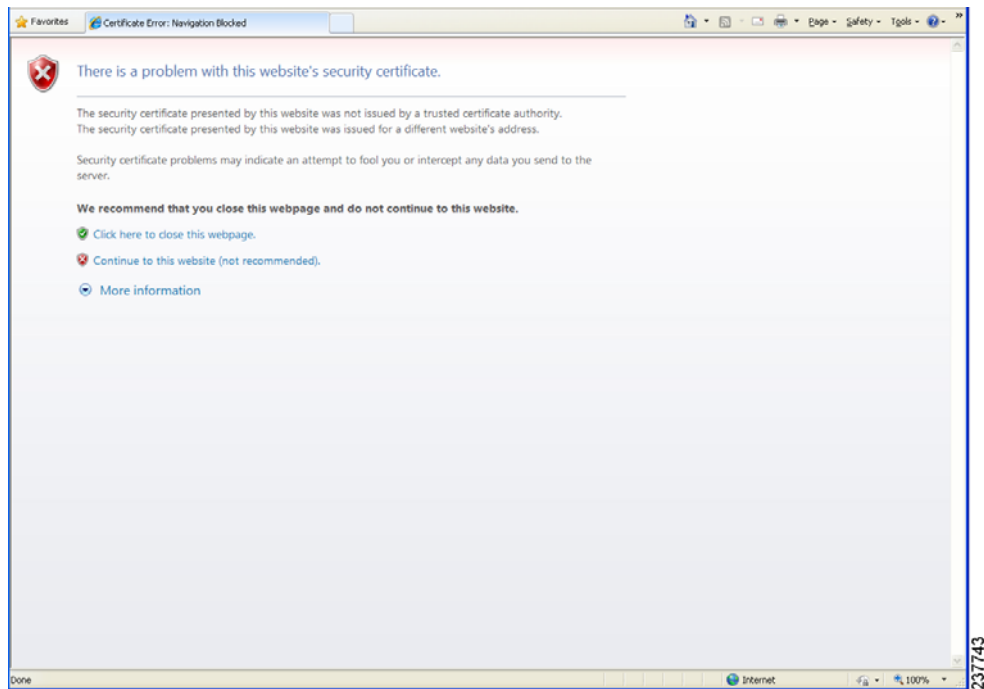 Favorites
Certificate Error: Navigation Blocked
Page
Safety
Tools
»
There is a problem with this website's security certificate.
The security certificate presented by this website was not issued by a trusted certificate authority.
The security certificate presented by this website was issued for a different website's address.
Security certificate problems may indicate an attempt to fool you or intercept any data you send to the
server.
We recommend that you close this webpage and do not continue to this website.
Click here to close this webpage.
Continue to this website (not recommended).
More information
Done
Internet
100%
237743